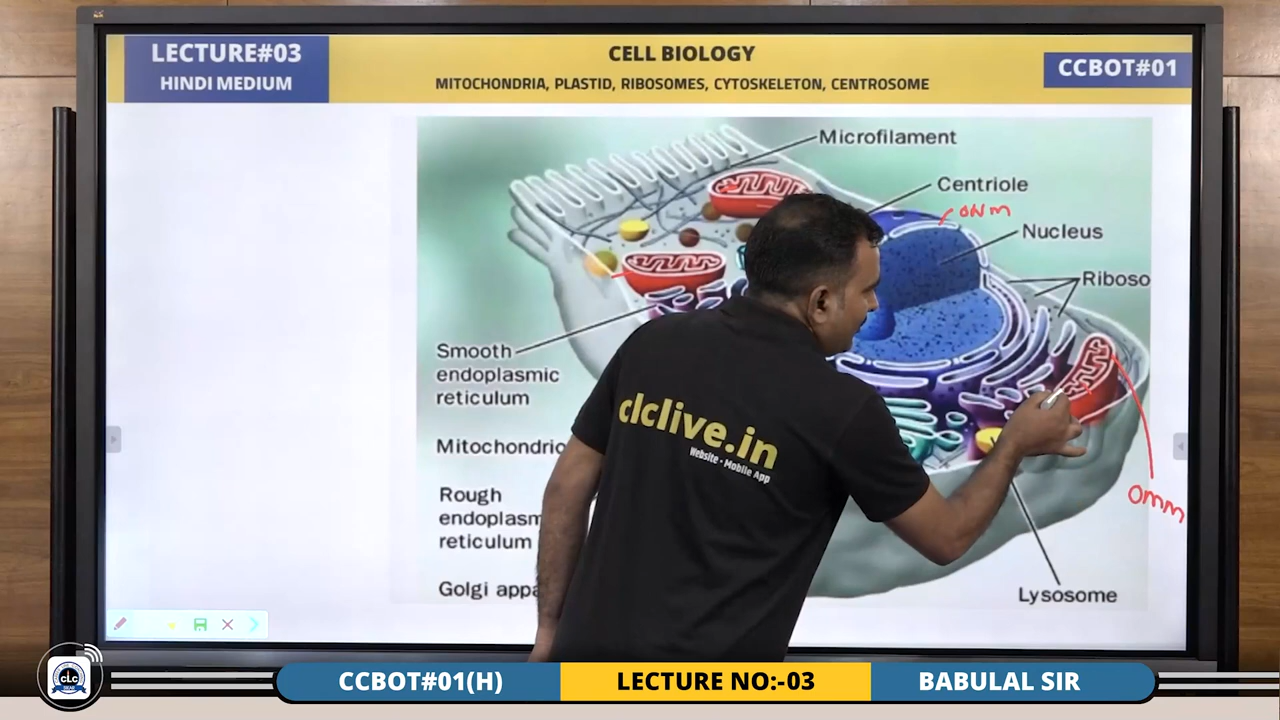 LECTURE#03
HINDI MEDIUM
CELL BIOLOGY
MITOCHONDRIA, PLASTID, RIBOSOMES, CYTOSKELETON, CENTROSOME
CCBOT#01
Microfilament
Centriole
ONM
Nucleus
Riboso
Smooth
endoplasmic
reticulum
Mitochondrio
Rough
endoplasm
reticulum
Golgi appa
OMM
Lysosome
clclive.in
Website • Mobile App
CLC
SIKAR
CCBOT#01(H)
LECTURE NO:-03
BABULAL SIR